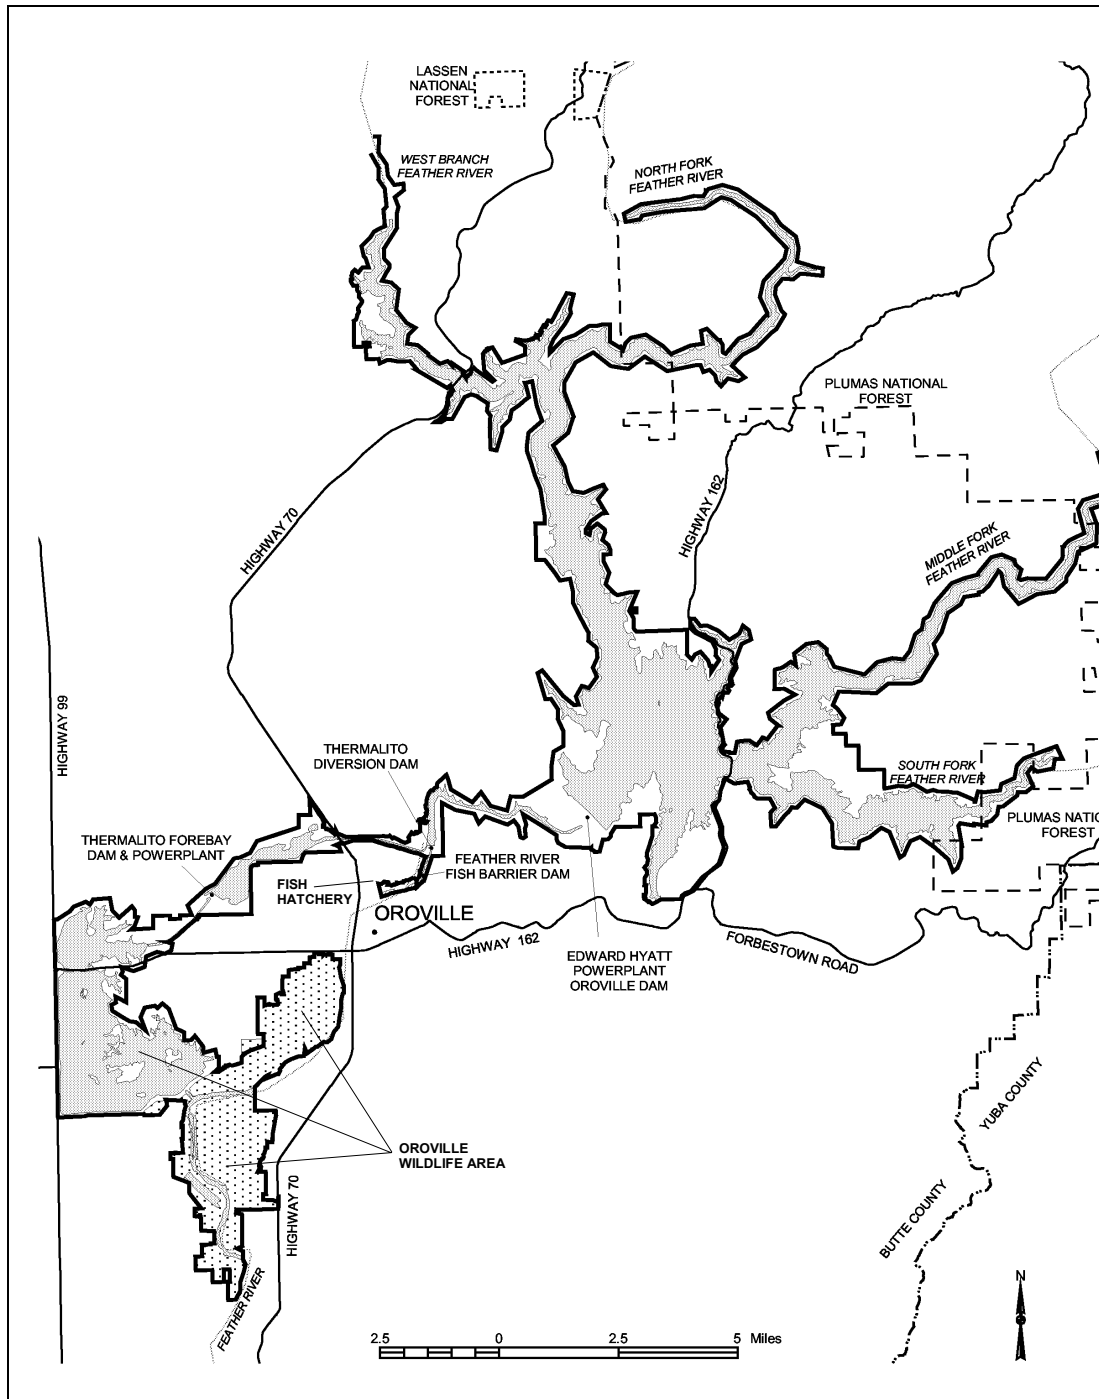 LASSEN
NATIONAL
FOREST
WEST BRANCH
FEATHER RIVER
NORTH FORK
FEATHER RIVER
PLUMAS NATIONAL
FOREST
HIGHWAY 70
HIGHWAY 162
MIDDLE FORK
FEATHER RIVER
HIGHWAY 99
THERMALITO
DIVERSION DAM
SOUTH FORK
FEATHER RIVER
THERMALITO FOREBAY
DAM & POWERPLANT
PLUMAS NATIO
FOREST
FEATHER RIVER
FISH BARRIER DAM
FISH
HATCHERY
OROVILLE
HIGHWAY 162
FORBESTOWN ROAD
EDWARD HYATT
POWERPLANT
OROVILLE DAM
YUBA COUNTY
OROVILLE
WILDLIFE AREA
HIGHWAY 70
BUTTE COUNTY
FEATHER RIVER
N
2.5 0 2.5 5 Miles